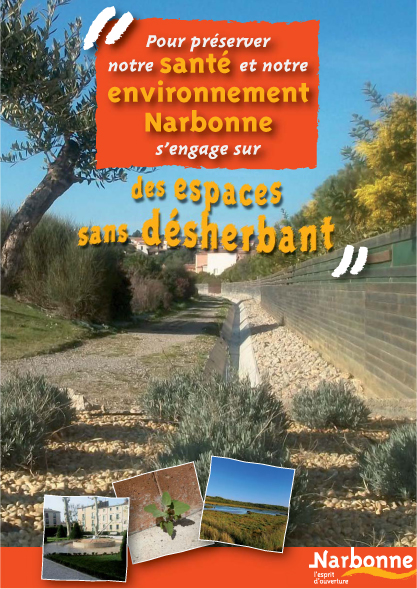 “
Pour préserver
notre santé et notre
environnement
Narbonne
s'engage sur
des espaces
sans désherbant
”
Narbonne
l'esprit
d'ouverture